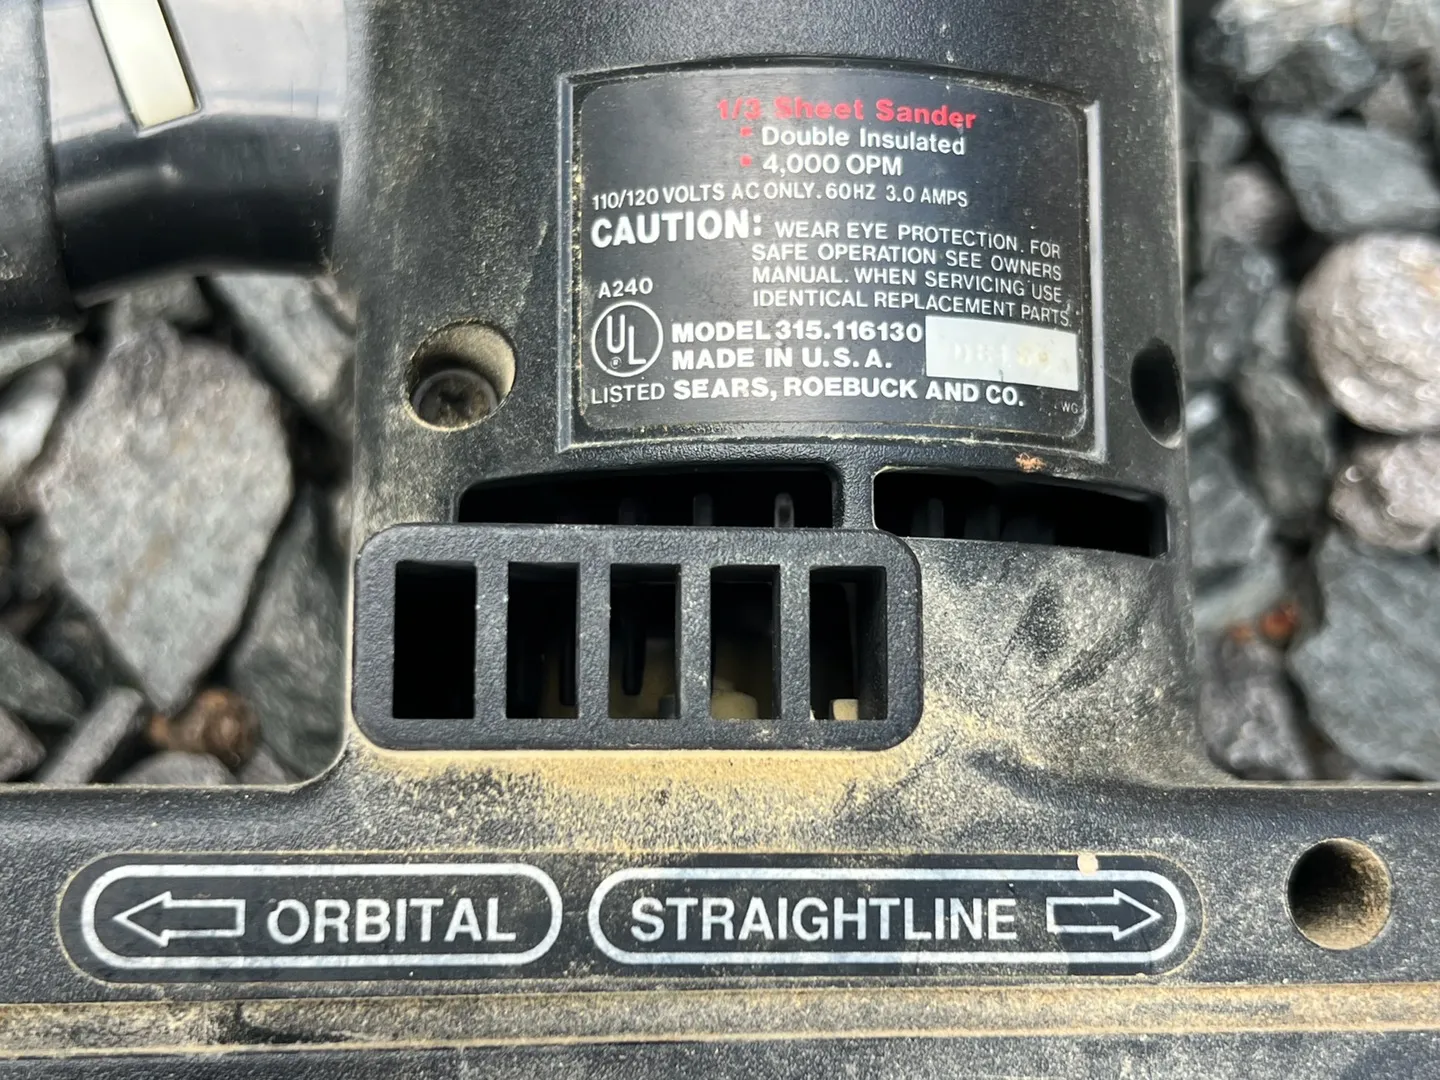 1/3 Sheet Sander
Double Insulated
4,000 OPM
110/120 VOLTS AC ONLY. 60HZ 3.0 AMPS
CAUTION: WEAR EYE PROTECTION. FOR
SAFE OPERATION SEE OWNERS
MANUAL. WHEN SERVICING USE
IDENTICAL REPLACEMENT PARTS.
A240
UL
MODEL 315.116130
MADE IN U.S.A.
LISTED SEARS, ROEBUCK AND CO.
WG
ORBITAL
STRAIGHTLINE